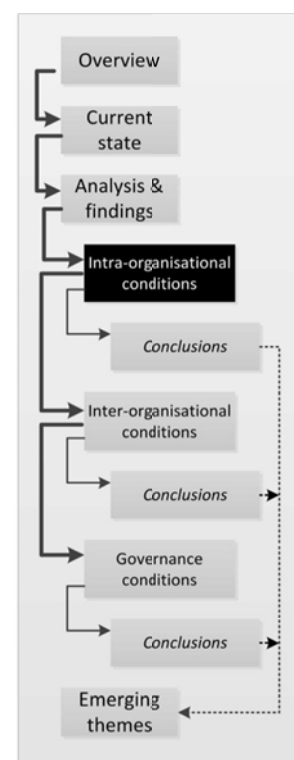 Overview
Current
state
Analysis &
findings
Intra-organisational
conditions
Conclusions
Inter-organisational
conditions
Conclusions
Governance
conditions
Conclusions
Emerging
themes